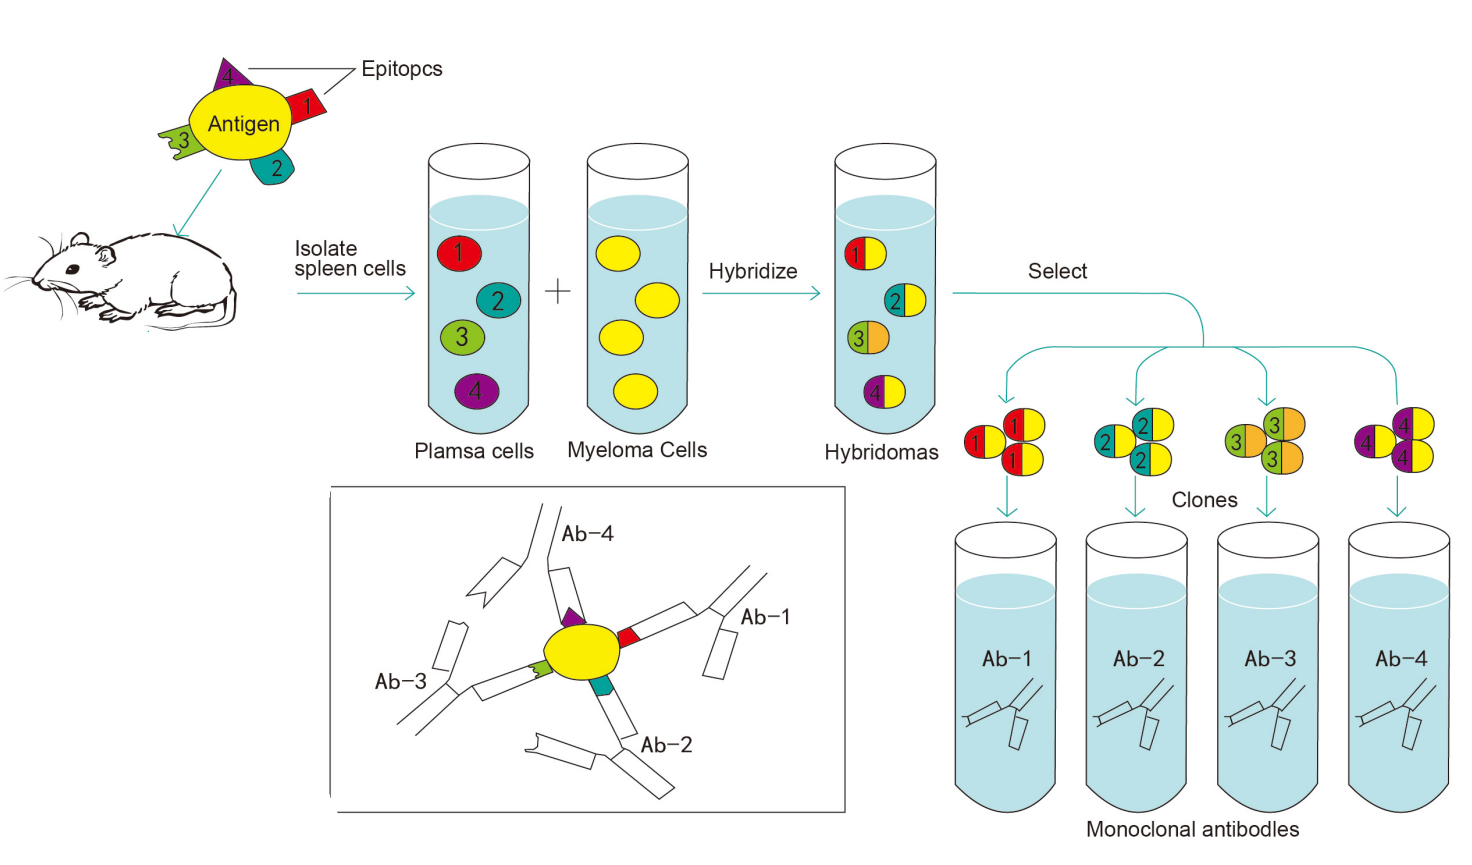 4
Epitopcs
1
Antigen
3
2
Isolate
spleen cells
1
2
3
4
Plamsa cells
+
Myeloma Cells
Hybridize
1
2
3
4
Hybridomas
Select
1
1
1
2
2
2
3
3
3
4
4
4
Clones
Ab-4
Ab-1
Ab-3
Ab-2
Ab-1
Ab-2
Ab-3
Ab-4
Monoclonal antibodles